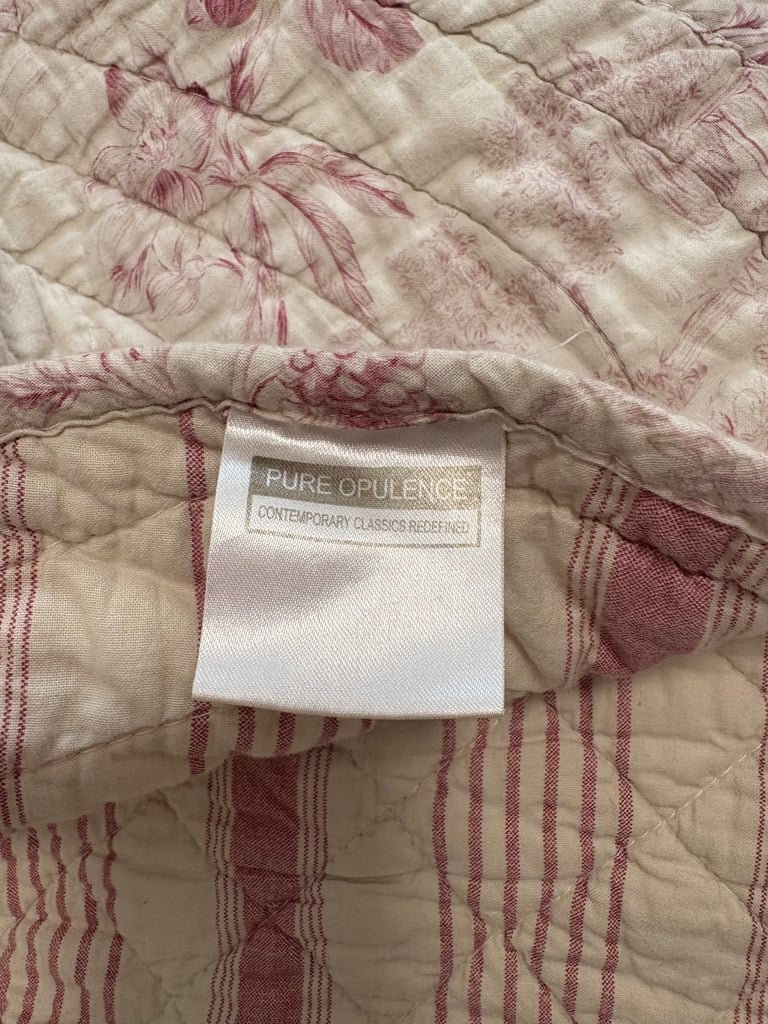 PURE OPULENCE
CONTEMPORARY CLASSICS REDEFINED